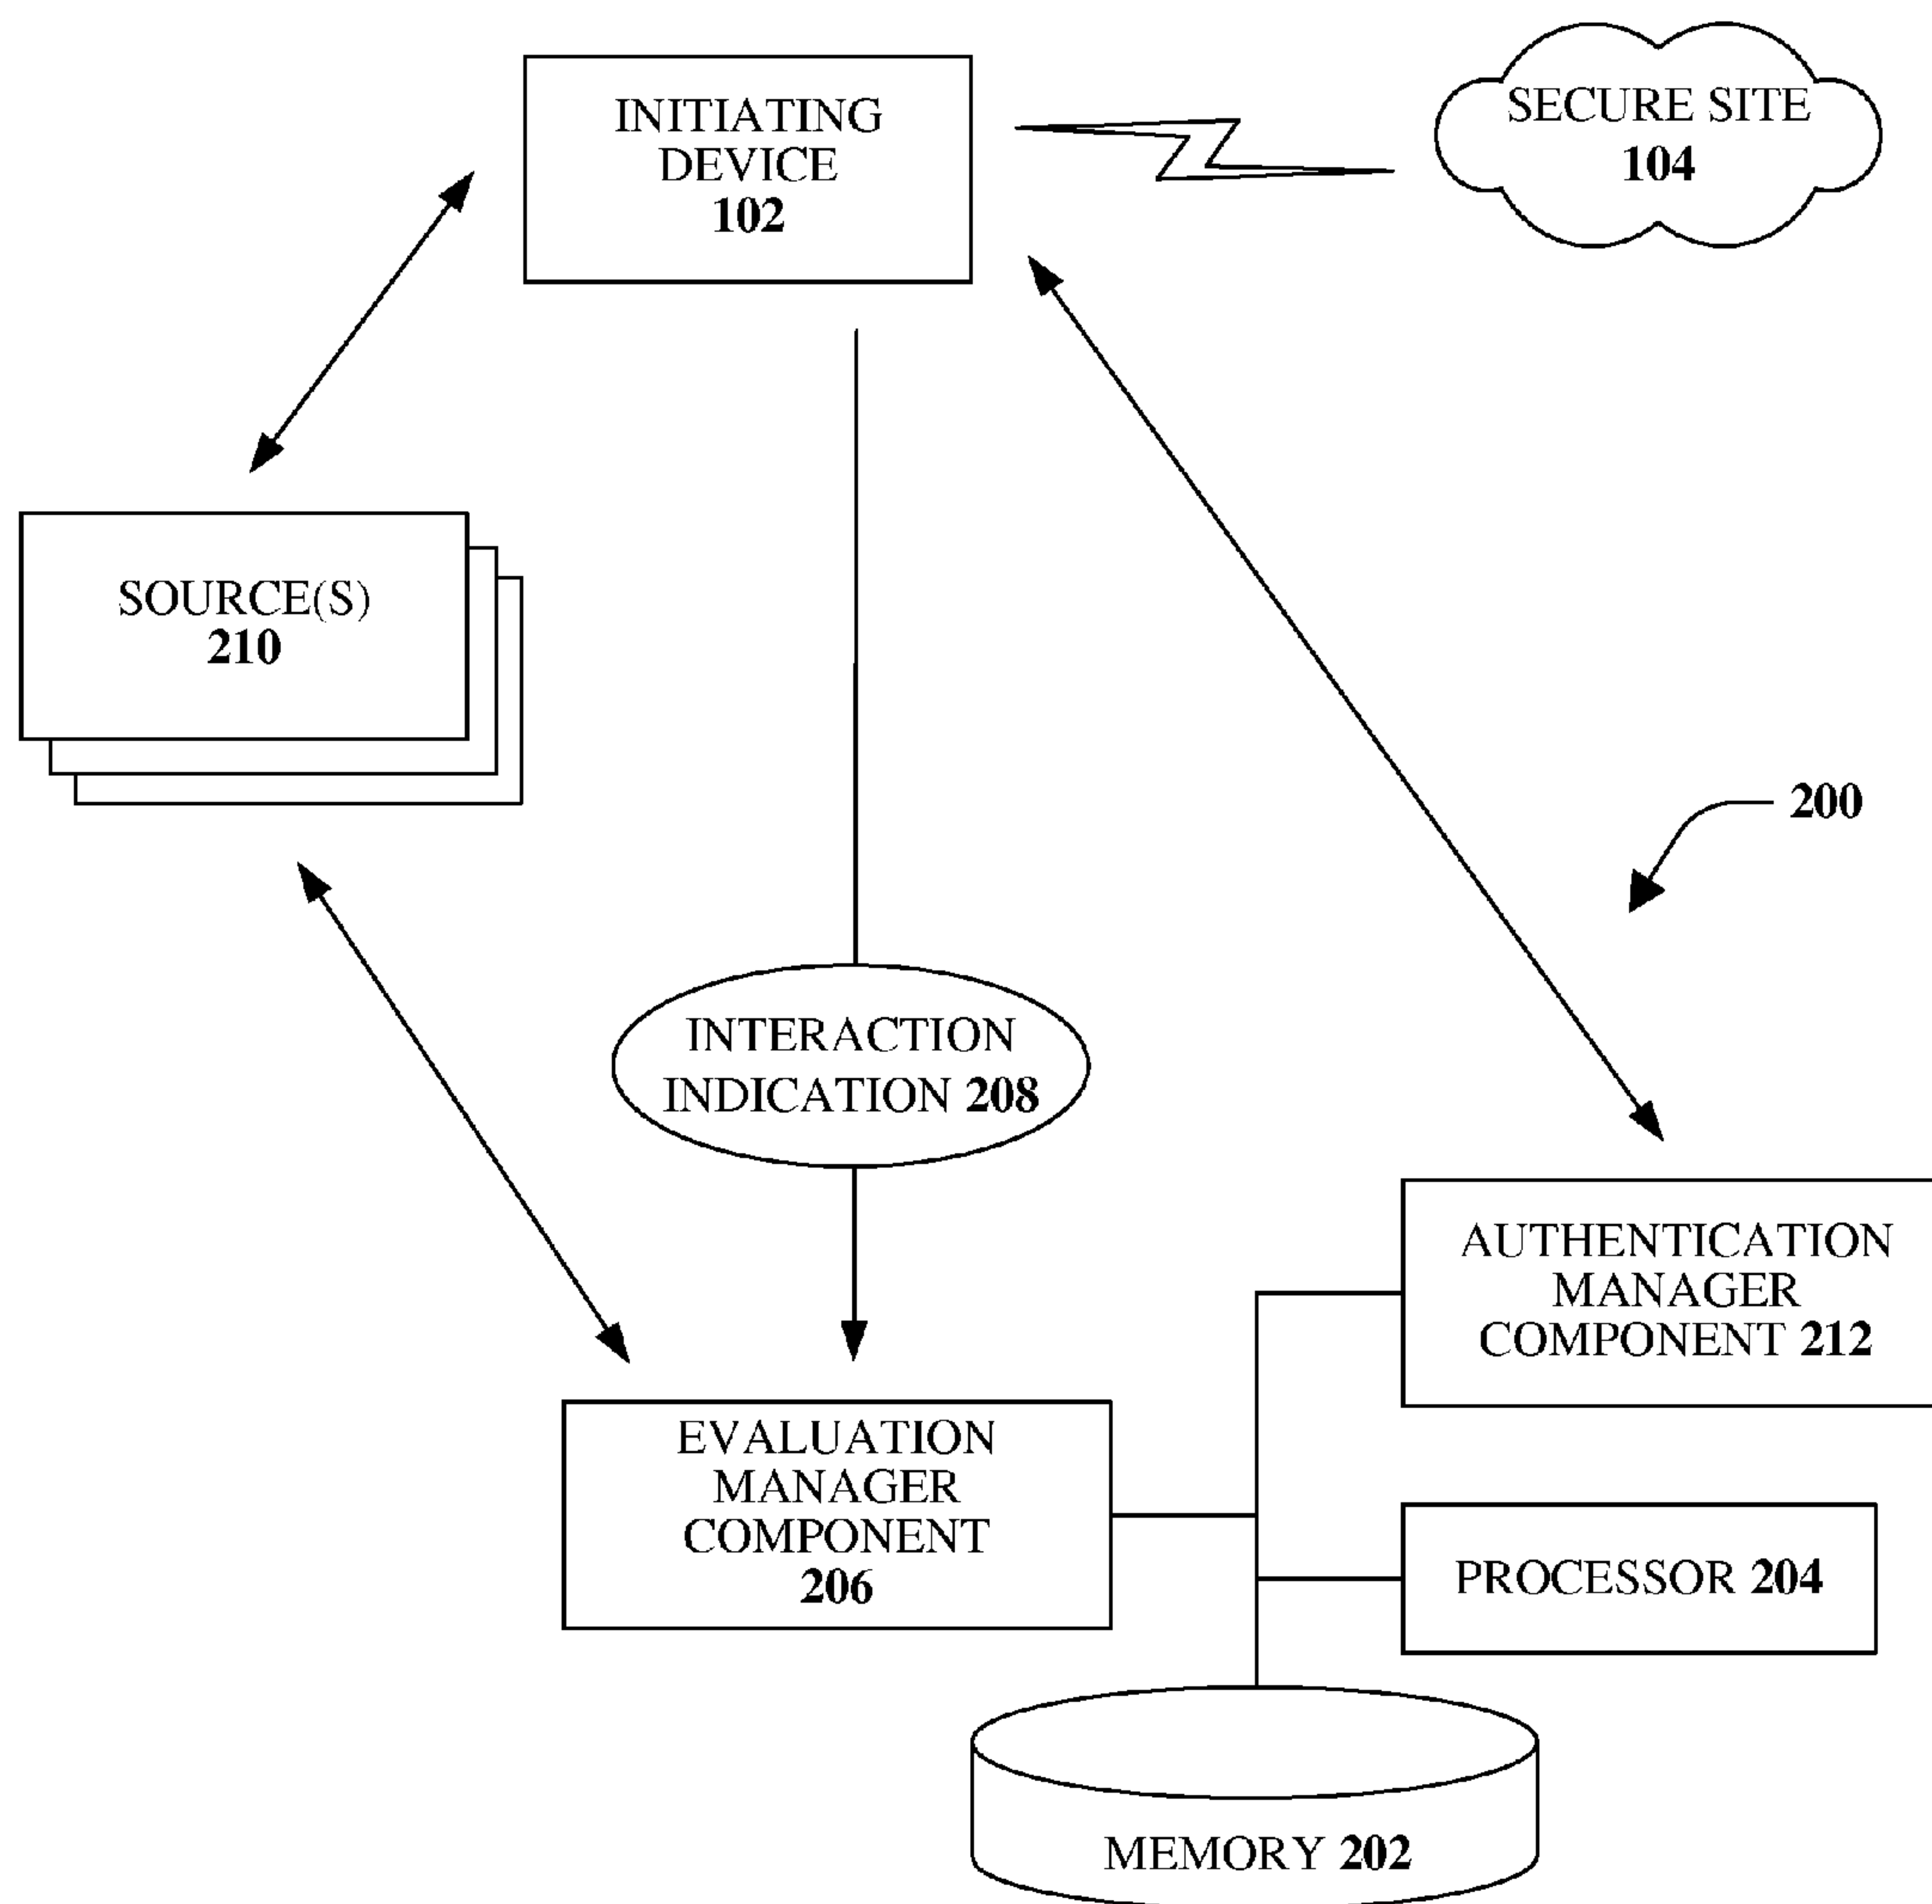 INITIATING
DEVICE
102
SECURE SITE
104
SOURCE(S)
210
200
INTERACTION
INDICATION 208
AUTHENTICATION
MANAGER
COMPONENT 212
EVALUATION
MANAGER
COMPONENT
206
PROCESSOR 204
MEMORY 202